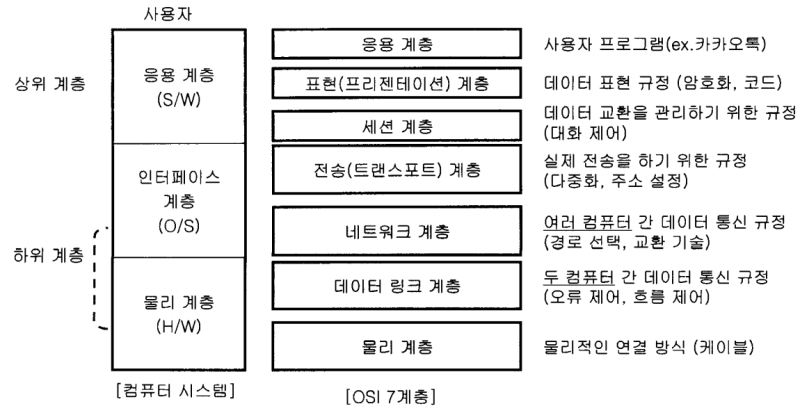 사용자
상위 계층
응용 계층
(S/W)
인터페이스
계층
(O/S)
하위 계층
물리 계층
(H/W)
[컴퓨터 시스템]
응용 계층
사용자 프로그램(ex.카카오톡)
표현(프리젠테이션) 계층
데이터 표현 규정 (암호화, 코드)
세션 계층
데이터 교환을 관리하기 위한 규정
(대화 제어)
전송(트랜스포트) 계층
실제 전송을 하기 위한 규정
(다중화, 주소 설정)
네트워크 계층
여러 컴퓨터 간 데이터 통신 규정
(경로 선택, 교환 기술)
데이터 링크 계층
두 컴퓨터 간 데이터 통신 규정
(오류 제어, 흐름 제어)
물리 계층
물리적인 연결 방식 (케이블)
[OSI 7계층]